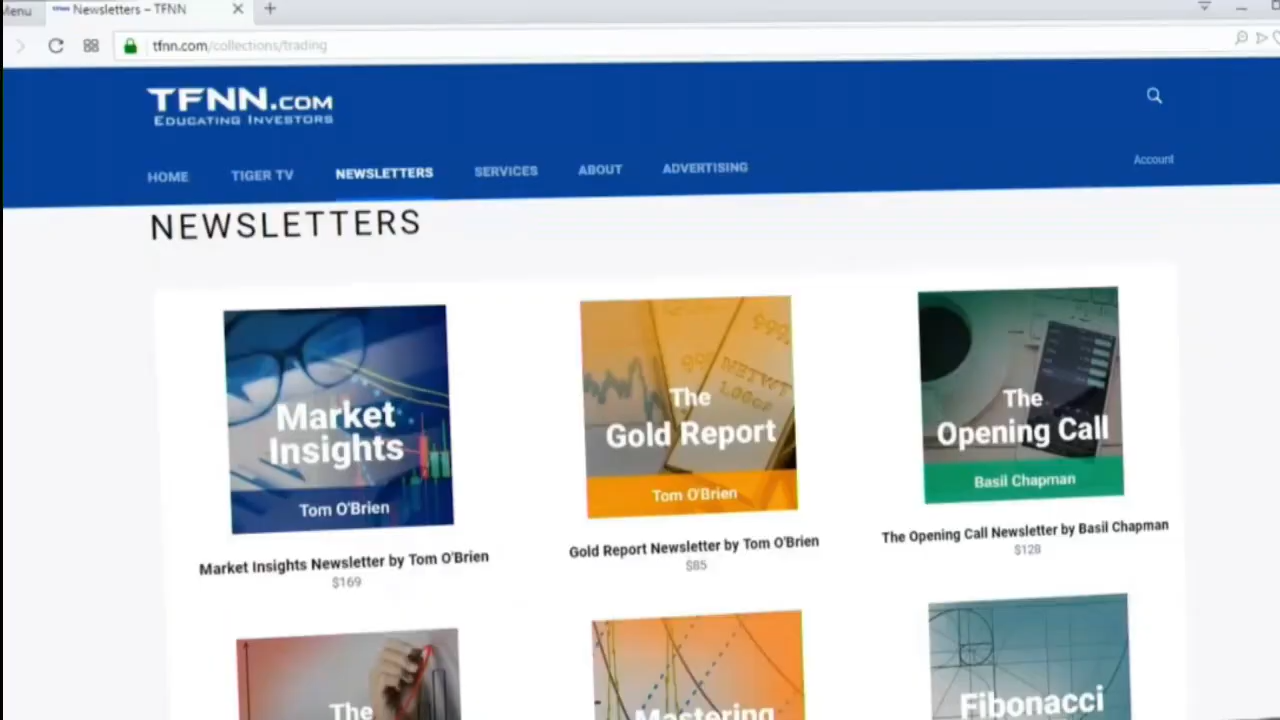 Menu
Newsletters – TFNN
tfnn.com/collections/trading
TFNN.COM
EDUCATING INVESTORS
HOME TIGER TV NEWSLETTERS SERVICES ABOUT ADVERTISING
Account
NEWSLETTERS
Market
Insights
Tom O'Brien
Market Insights Newsletter by Tom O'Brien
$169
The
Gold Report
Tom O'Brien
Gold Report Newsletter by Tom O'Brien
$85
The
Opening Call
Basil Chapman
The Opening Call Newsletter by Basil Chapman
$128
The
Mastering
Fibonacci